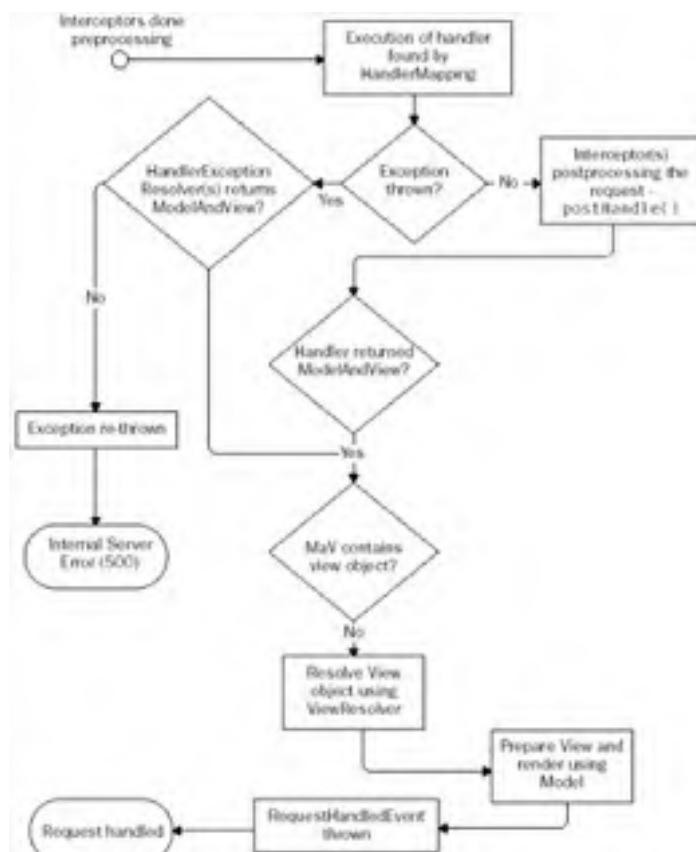 Interceptors done
preprocessing
Execution of handler
found by
HandlerMapping
HandlerException
Resolver(s) returns
ModelAndView?
Exception
thrown?
Yes
No
Interceptor(s)
postprocessing the
request -
postHandle()
No
Handler returned
ModelAndView?
Exception re-thrown
Yes
Internal Server
Error (500)
MaV contains
view object?
No
Resolve View
object using
ViewResolver
Prepare View and
render using
Model
Request handled
RequestHandledEvent
thrown